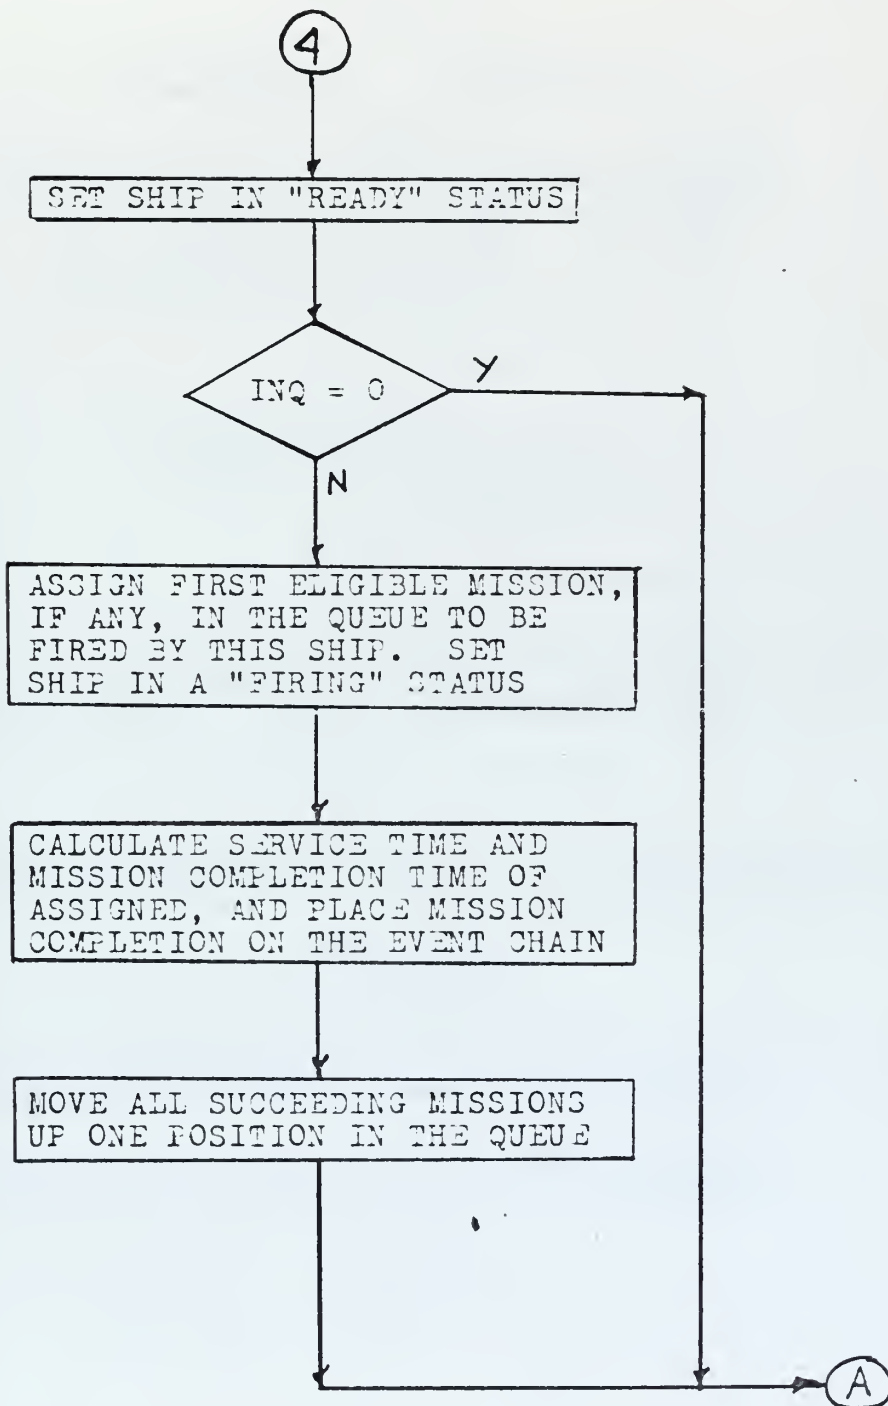 4
SET SHIP IN "READY" STATUS
INQ = 0
Y
N
ASSIGN FIRST ELIGIBLE MISSION,
IF ANY, IN THE QUEUE TO BE
FIRED BY THIS SHIP. SET
SHIP IN A "FIRING" STATUS
CALCULATE SERVICE TIME AND
MISSION COMPLETION TIME OF
ASSIGNED, AND PLACE MISSION
COMPLETION ON THE EVENT CHAIN
MOVE ALL SUCCEEDING MISSIONS
UP ONE POSITION IN THE QUEUE
A